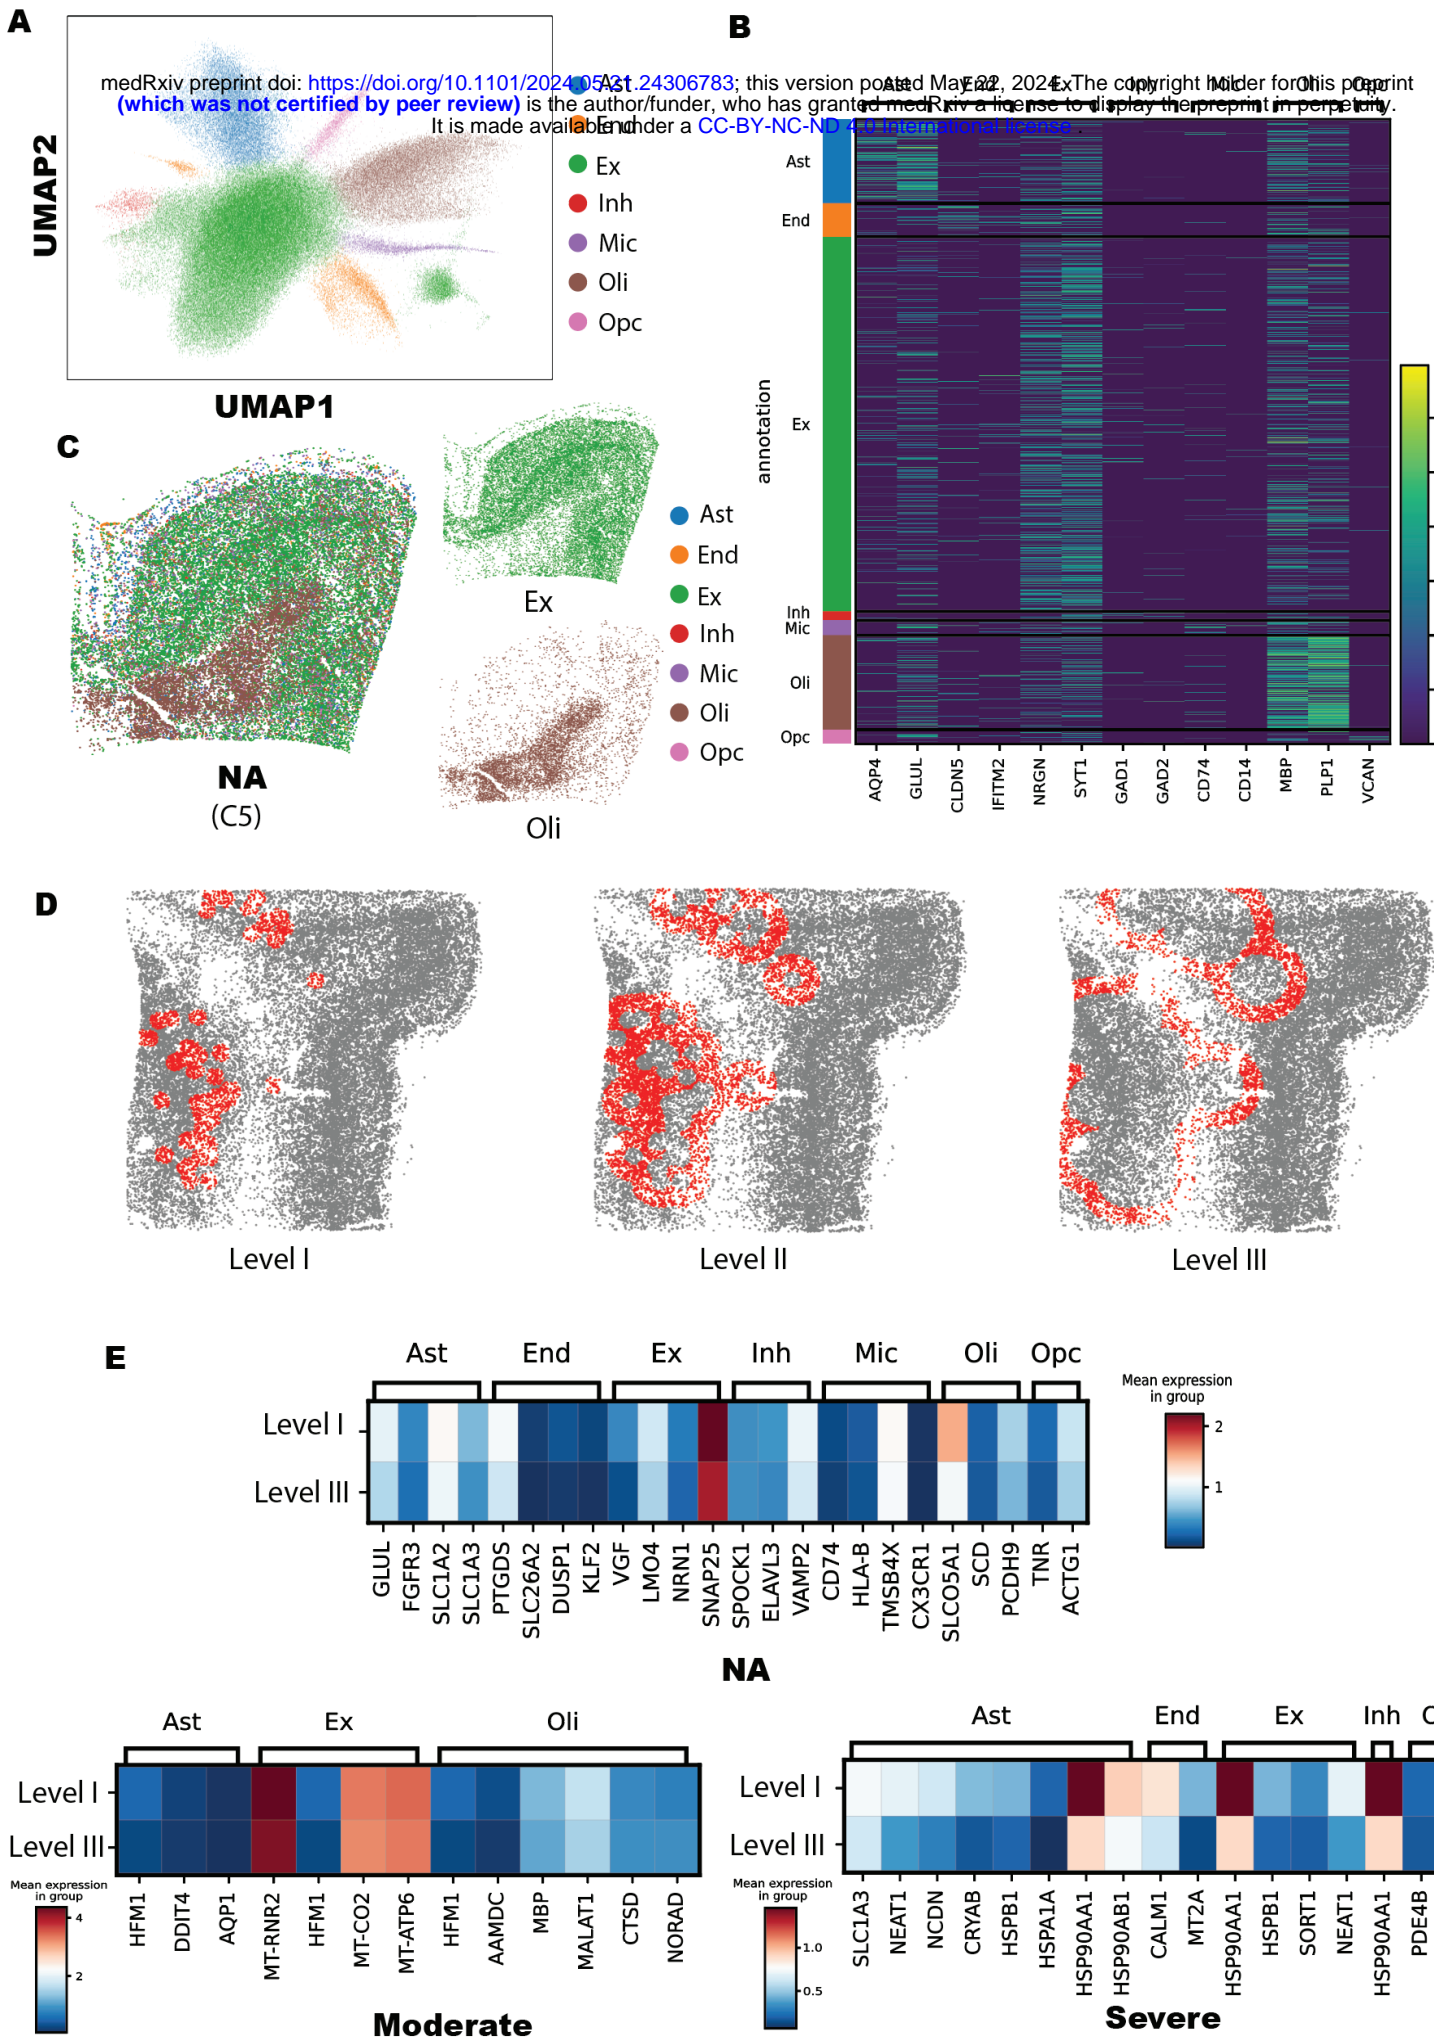 A
B
medRxiv preprint doi: https://doi.org/10.1101/2024.05.21.24306783; this version posted May 22, 2024. The copyright holder for this preprint
(which was not certified by peer review) is the author/funder, who has granted medRxiv a license to display the preprint in perpetuity.
It is made available under a CC-BY-NC-ND 4.0 International license .
UMAP2
UMAP1
Ast
End
Ex
Inh
Mic
Oli
Opc
Ast End Ex Inh Mic Oli Opc
annotation
Ast
End
Ex
Inh
Mic
Oli
Opc
AQP4 GLUL CLDN5 IFITM2 NRGN SYT1 GAD1 GAD2 CD74 CD14 MBP PLP1 VCAN
C
NA
(C5)
Ex
Oli
Ast
End
Ex
Inh
Mic
Oli
Opc
D
Level I Level II Level III
E
Ast End Ex Inh Mic Oli Opc
Level I
Level III
GLUL FGFR3 SLC1A2 SLC1A3 PTGDS SLC26A2 DUSP1 KLF2 VGF LMO4 NRN1 SNAP25 SPOCK1 ELAVL3 VAMP2 CD74 HLA-B TMSB4X CX3CR1 SLCO5A1 SCD PCDH9 TNR ACTG1
Mean expression
in group
2
1
NA
Ast Ex Oli
Level I
Level III
HFM1 DDIT4 AQP1 MT-RNR2 HFM1 MT-CO2 MT-ATP6 HFM1 AAMDC MBP MALAT1 CTSD NORAD
Mean expression
in group
4
2
Moderate
Ast End Ex Inh
Level I
Level III
SLC1A3 NEAT1 NCDN CRYAB HSPB1 HSPA1A HSP90AA1 HSP90AB1 CALM1 MT2A HSP90AA1 HSPB1 SORT1 NEAT1 HSP90AA1 PDE4B
Mean expression
in group
1.0
0.5
Severe